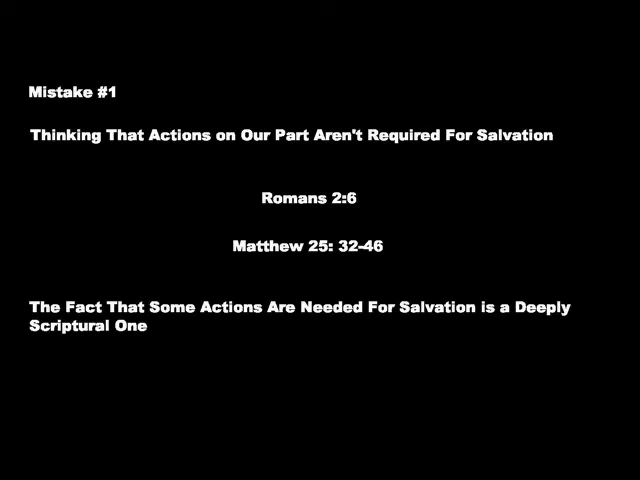 Mistake #1
Thinking That Actions on Our Part Aren't Required For Salvation
Romans 2:6
Matthew 25: 32-46
The Fact That Some Actions Are Needed For Salvation is a Deeply
Scriptural One